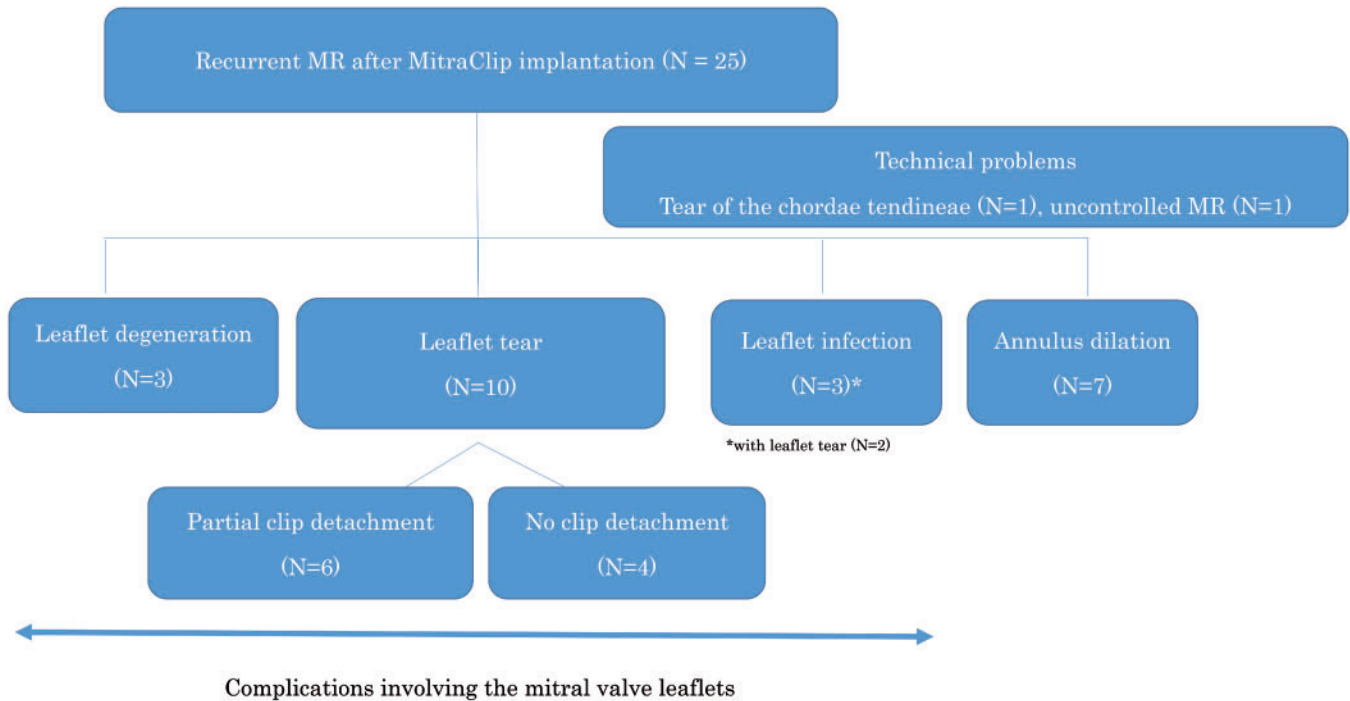 Recurrent MR after MitraClip implantation (N = 25)
Technical problems
Tear of the chordae tendineae (N=1), uncontrolled MR (N=1)
Leaflet degeneration
(N=3)
Leaflet tear
(N=10)
Leaflet infection
(N=3)*
Annulus dilation
(N=7)
*with leaflet tear (N=2)
Partial clip detachment
(N=6)
No clip detachment
(N=4)
Complications involving the mitral valve leaflets